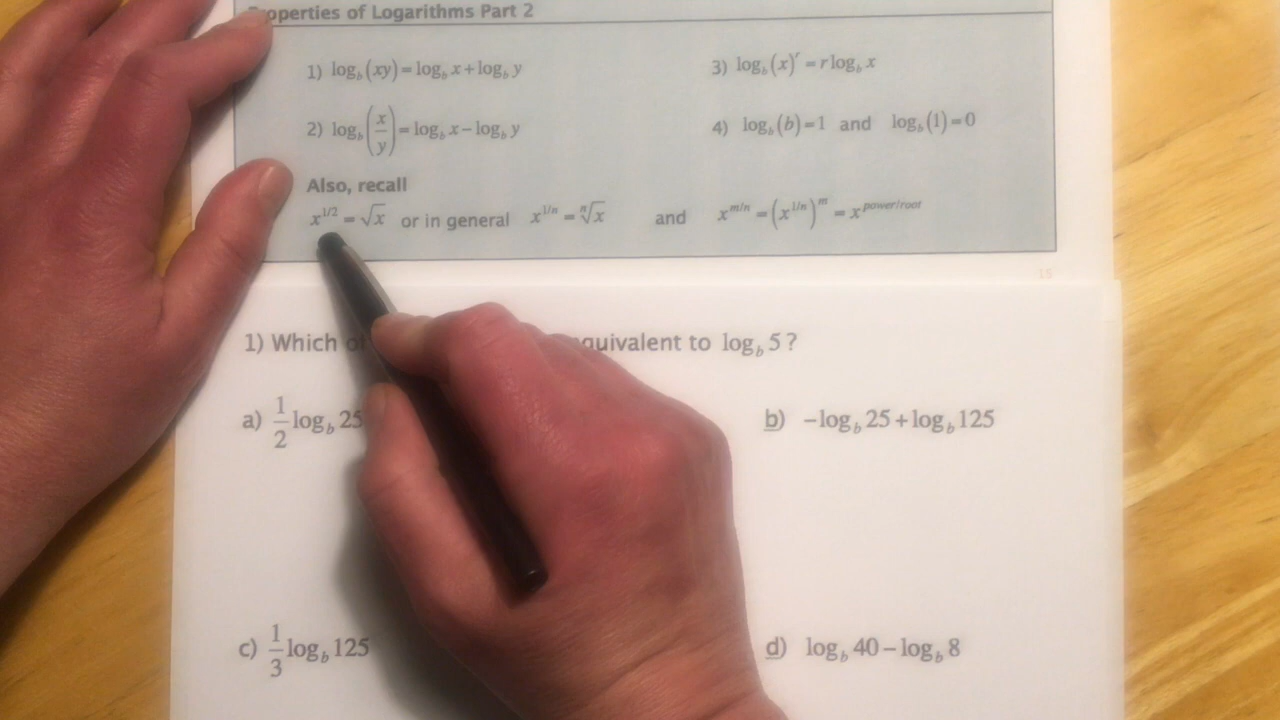 operties of Logarithms Part 2
1) log_b(xy)=log_b x+log_b y
3) log_b(x)^r=r log_b x
2) log_b(x/y)=log_b x−log_b y
4) log_b(b)=1 and log_b(1)=0
Also, recall
x^{1/2}=√x or in general x^{1/n}=ⁿ√x and x^{m/n}=(x^{1/n})^m=x^{power/root}
15
1) Which of quivalent to log_b 5?
a) 1/2 log_b 25
b) −log_b 25+log_b 125
c) 1/3 log_b 125
d) log_b 40−log_b 8